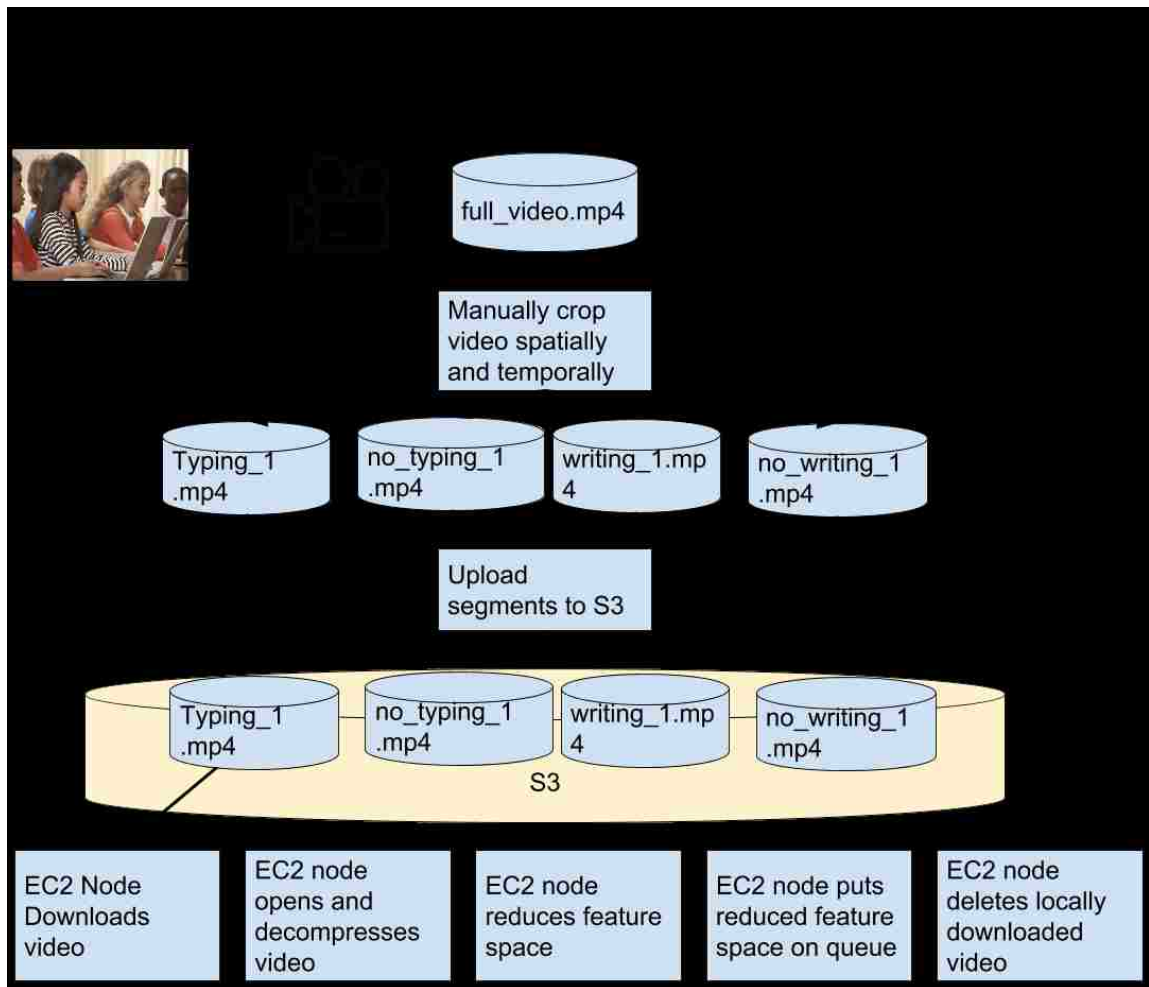 full_video.mp4
Manually crop
video spatially
and temporally
Typing_1
.mp4
no_typing_1
.mp4
writing_1.mp
4
no_writing_1
.mp4
Upload
segments to S3
Typing_1
.mp4
no_typing_1
.mp4
writing_1.mp
4
no_writing_1
.mp4
S3
EC2 Node
Downloads
video
EC2 node
opens and
decompresses
video
EC2 node
reduces feature
space
EC2 node puts
reduced feature
space on queue
EC2 node
deletes locally
downloaded
video